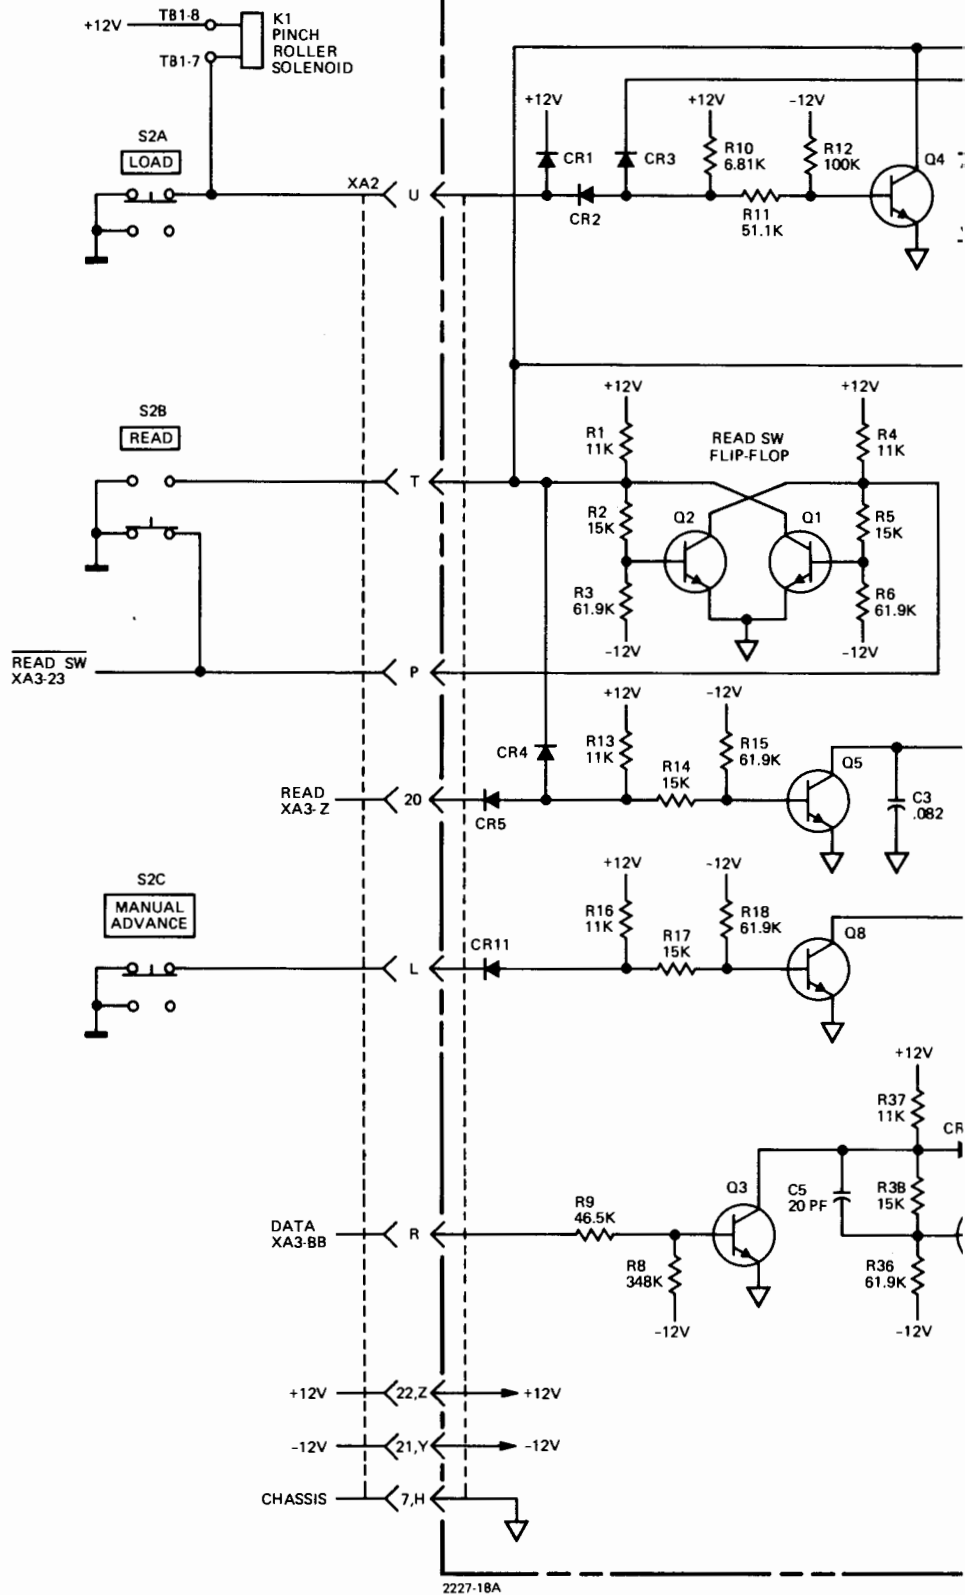 TB1-8
K1
+12V
PINCH
ROLLER
TB1-7
SOLENOID
+12V
+12V
-12V
S2A
LOAD
CR1
CR3
R10
6.81K
R12
100K
Q4
XA2
U
CR2
R11
51.1K
+12V
+12V
S2B
READ
R1
11K
READ SW
FLIP-FLOP
R4
11K
T
R2
15K
Q2
Q1
R5
15K
R3
61.9K
R6
61.9K
-12V
-12V
READ SW
XA3-23
P
+12V
-12V
CR4
R13
11K
R14
15K
R15
61.9K
Q5
READ
XA3-Z
20
CR5
C3
.082
S2C
MANUAL
ADVANCE
+12V
-12V
R16
11K
R17
15K
R18
61.9K
Q8
CR11
L
+12V
R37
11K
CR
Q3
C5
20 PF
R38
15K
R9
46.5K
DATA
XA3-BB
R
R8
348K
R36
61.9K
-12V
-12V
+12V
22,Z
+12V
-12V
21,Y
-12V
CHASSIS
7,H
2227-18A